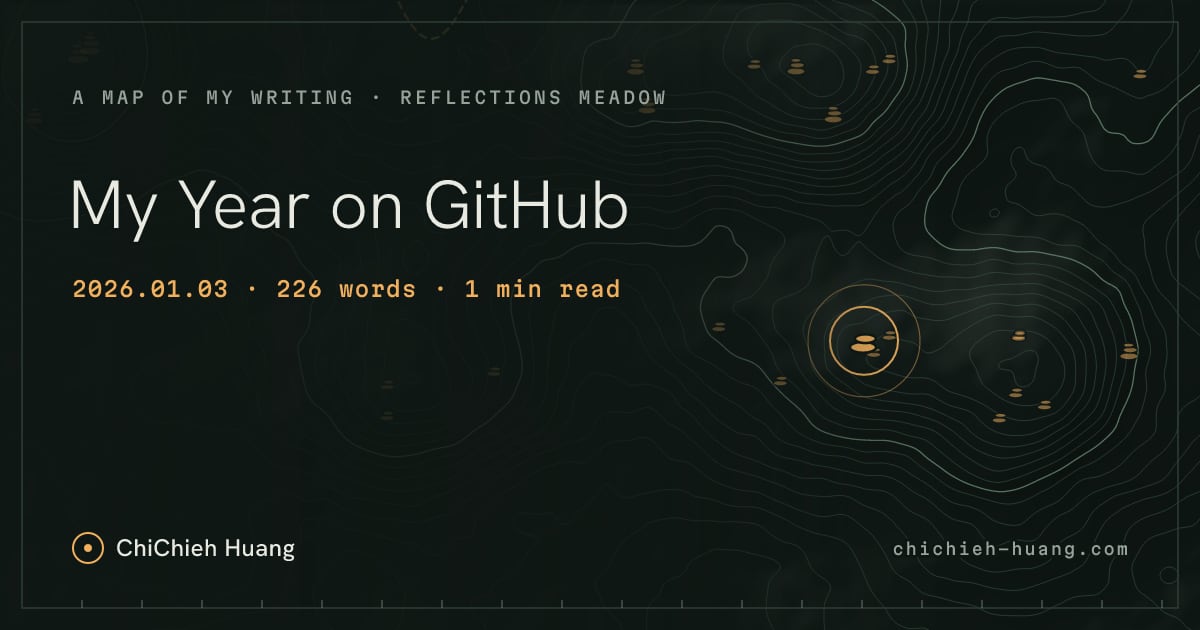 A MAP OF MY WRITING · REFLECTIONS MEADOW
My Year on GitHub
2026.01.03 · 226 words · 1 min read
ChiChieh Huang
chichieh-huang.com